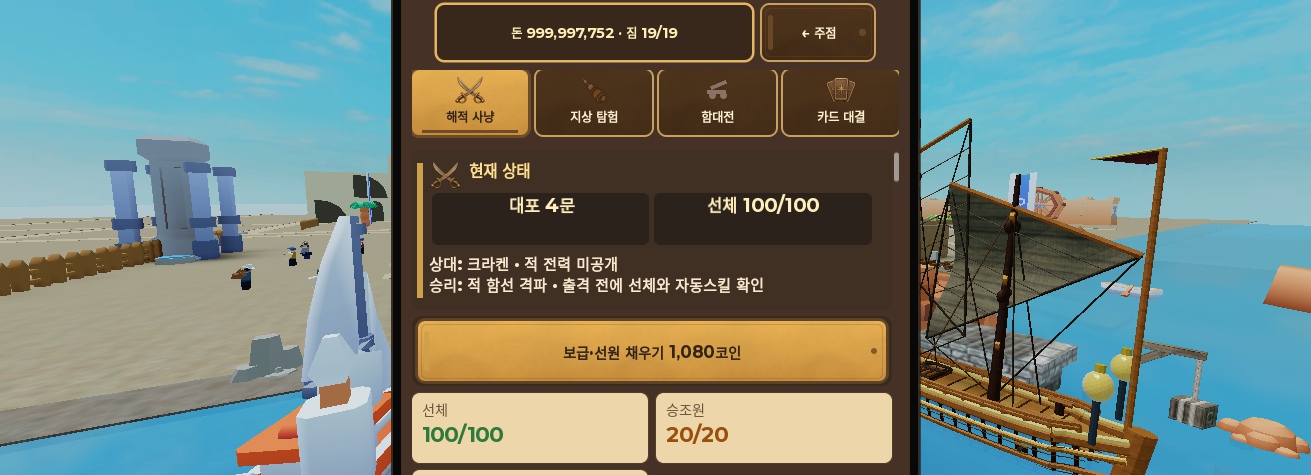 돈 999,997,752 · 짐 19/19
← 주점
해적 사냥
지상 탐험
함대전
카드 대결
현재 상태
대포 4문
선체 100/100
상대: 크라켄 • 적 전력 미공개
승리: 적 함선 격파 • 출격 전에 선체와 자동스킬 확인
보급·선원 채우기 1,080코인
선체
승조원
100/100
20/20